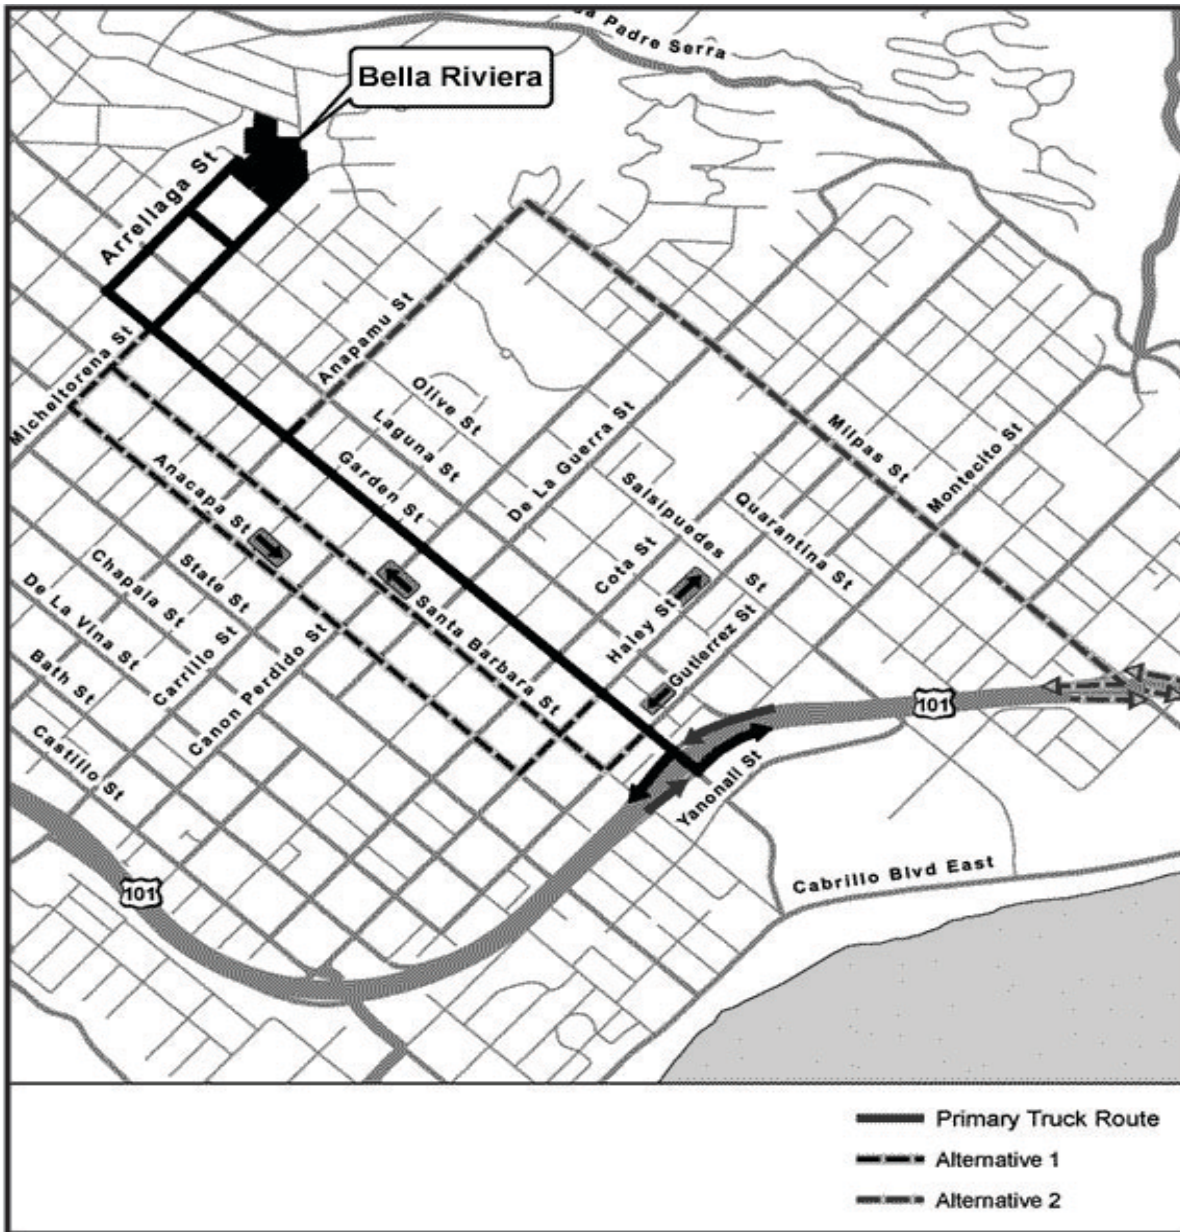 Padre Serra
Bella Riviera
Arrellaga St
Micheltorena St
Anapamu St
Olive St
Laguna St
Garden St
De La Guerra St
Milpas St
Montecito St
Anacapa St
Salsipuedes St
Quarantina St
Cota St
Haley St
Gutierrez St
Chapala St
State St
De La Vina St
Santa Barbara St
Bath St
Carrillo St
Canon Perdido St
Castillo St
101
Yanonali St
101
Cabrillo Blvd East
Primary Truck Route
Alternative 1
Alternative 2